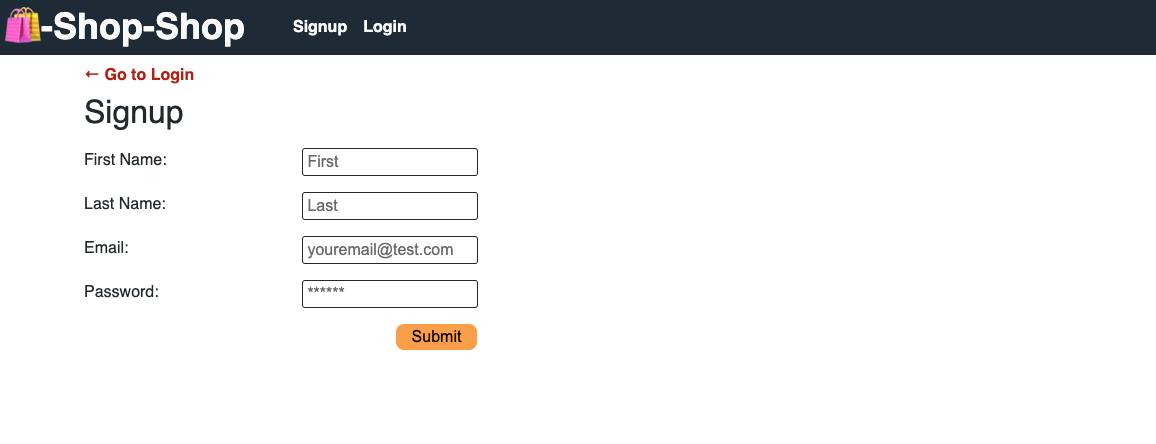 -Shop-Shop Signup Login
← Go to Login
Signup
First Name: First
Last Name: Last
Email: youremail@test.com
Password: ******
Submit